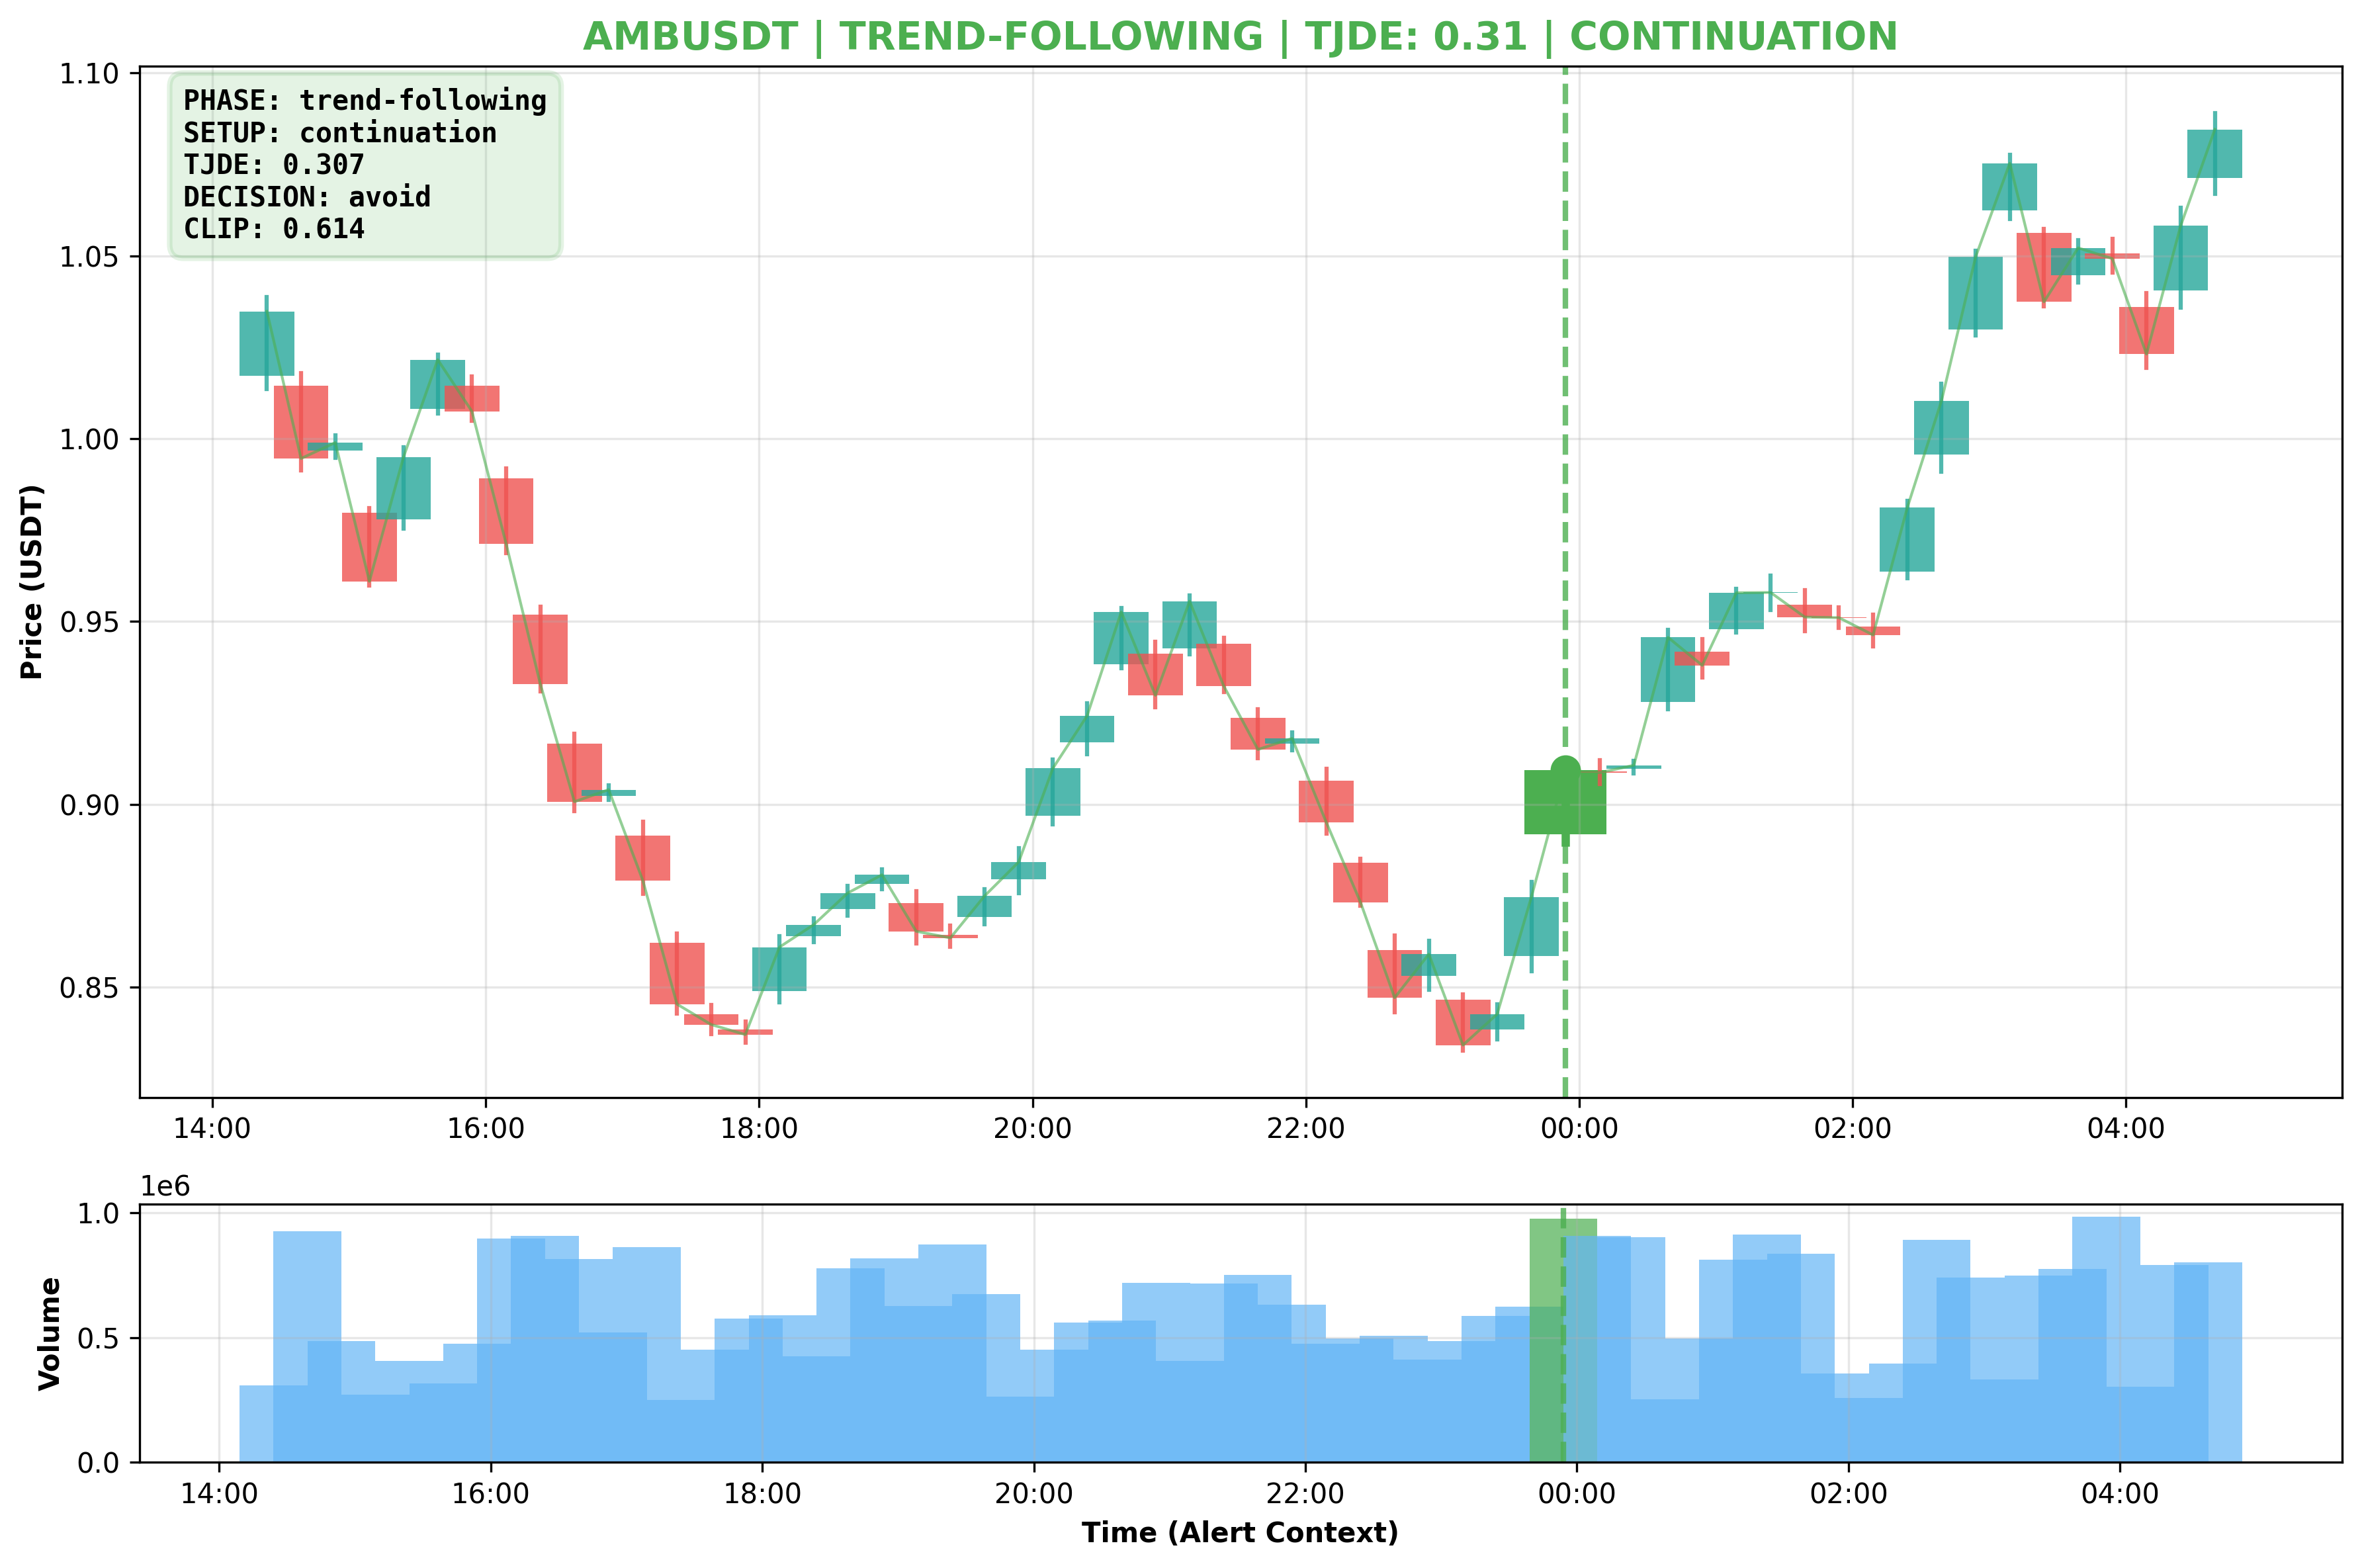 AMBUSDT | TREND-FOLLOWING | TJDE: 0.31 | CONTINUATION
PHASE: trend-following
SETUP: continuation
TJDE: 0.307
DECISION: avoid
CLIP: 0.614
Price (USDT)
1.10
1.05
1.00
0.95
0.90
0.85
14:00 16:00 18:00 20:00 22:00 00:00 02:00 04:00
1e6
Volume
1.0
0.5
0.0
14:00 16:00 18:00 20:00 22:00 00:00 02:00 04:00
Time (Alert Context)